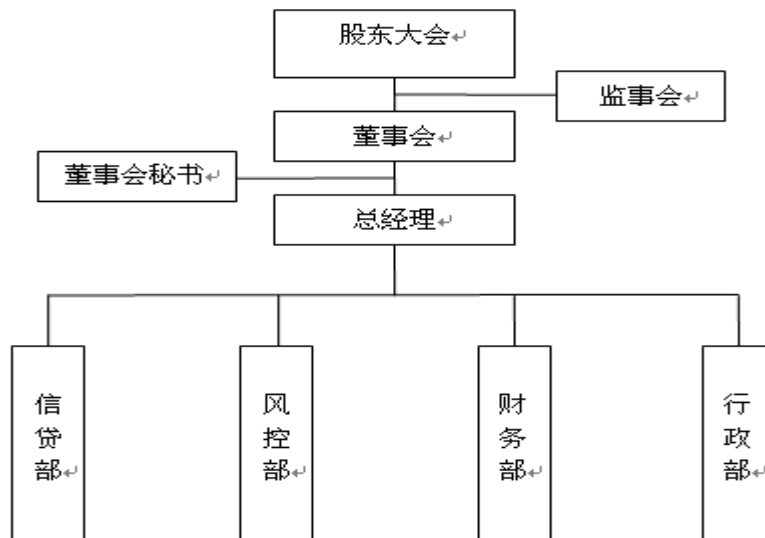 股东大会
监事会
董事会
董事会秘书
总经理
信贷部
风控部
财务部
行政部